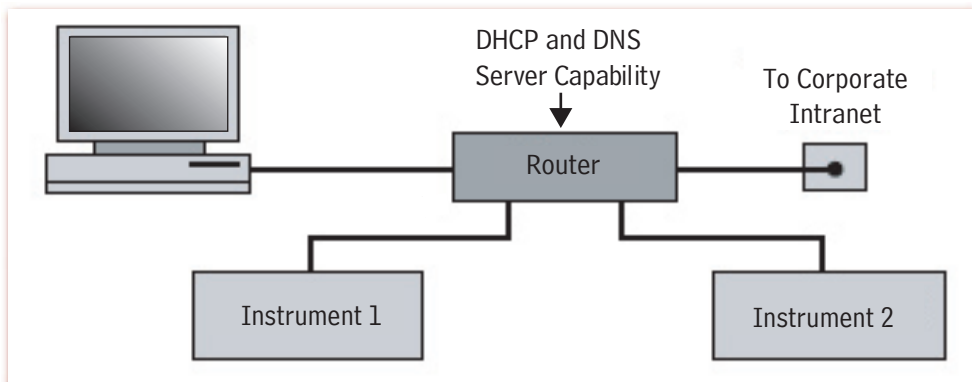 DHCP and DNS
Server Capability
To Corporate
Intranet
Router
Instrument 1
Instrument 2